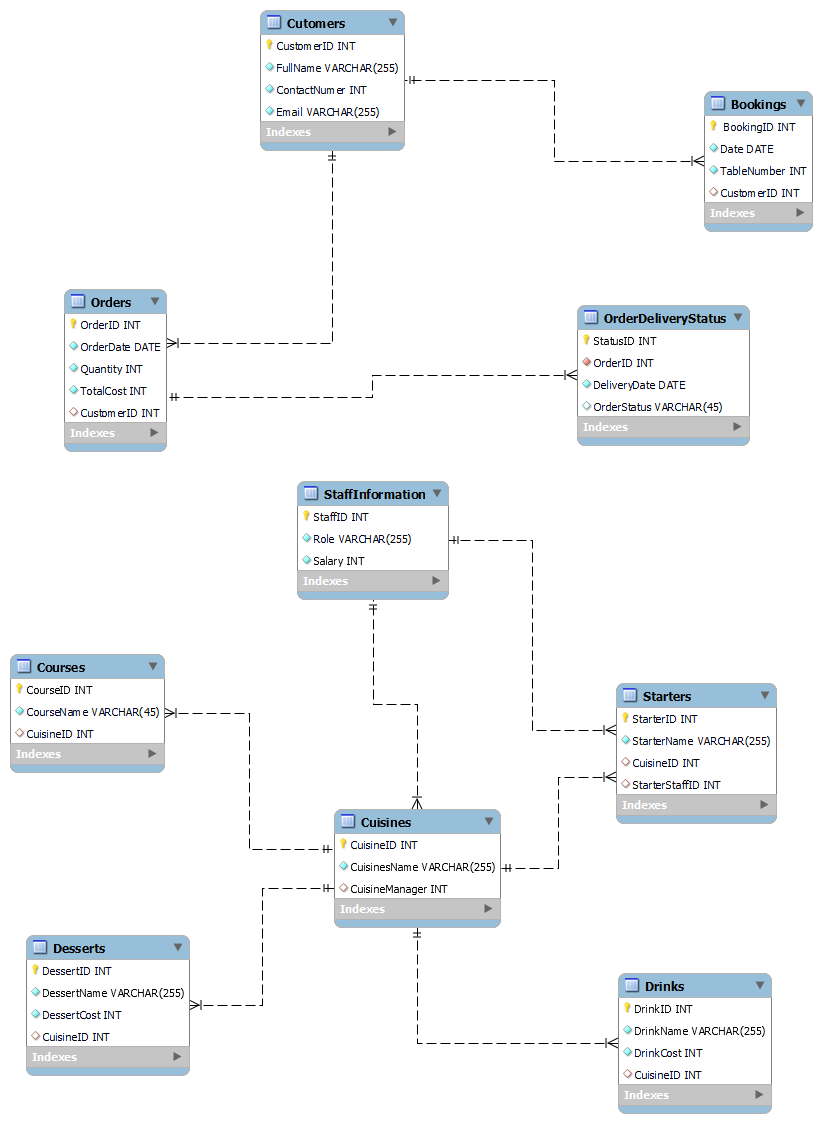 Cutomers
CustomerID INT
FullName VARCHAR(255)
ContactNumer INT
Email VARCHAR(255)
Indexes
Bookings
BookingID INT
Date DATE
TableNumber INT
CustomerID INT
Indexes
Orders
OrderID INT
OrderDate DATE
Quantity INT
TotalCost INT
CustomerID INT
Indexes
OrderDeliveryStatus
StatusID INT
OrderID INT
DeliveryDate DATE
OrderStatus VARCHAR(45)
Indexes
StaffInformation
StaffID INT
Role VARCHAR(255)
Salary INT
Indexes
Courses
CourseID INT
CourseName VARCHAR(45)
CuisineID INT
Indexes
Starters
StarterID INT
StarterName VARCHAR(255)
CuisineID INT
StarterStaffID INT
Indexes
Cuisines
CuisineID INT
CuisinesName VARCHAR(255)
CuisineManager INT
Indexes
Desserts
DessertID INT
DessertName VARCHAR(255)
DessertCost INT
CuisineID INT
Indexes
Drinks
DrinkID INT
DrinkName VARCHAR(255)
DrinkCost INT
CuisineID INT
Indexes